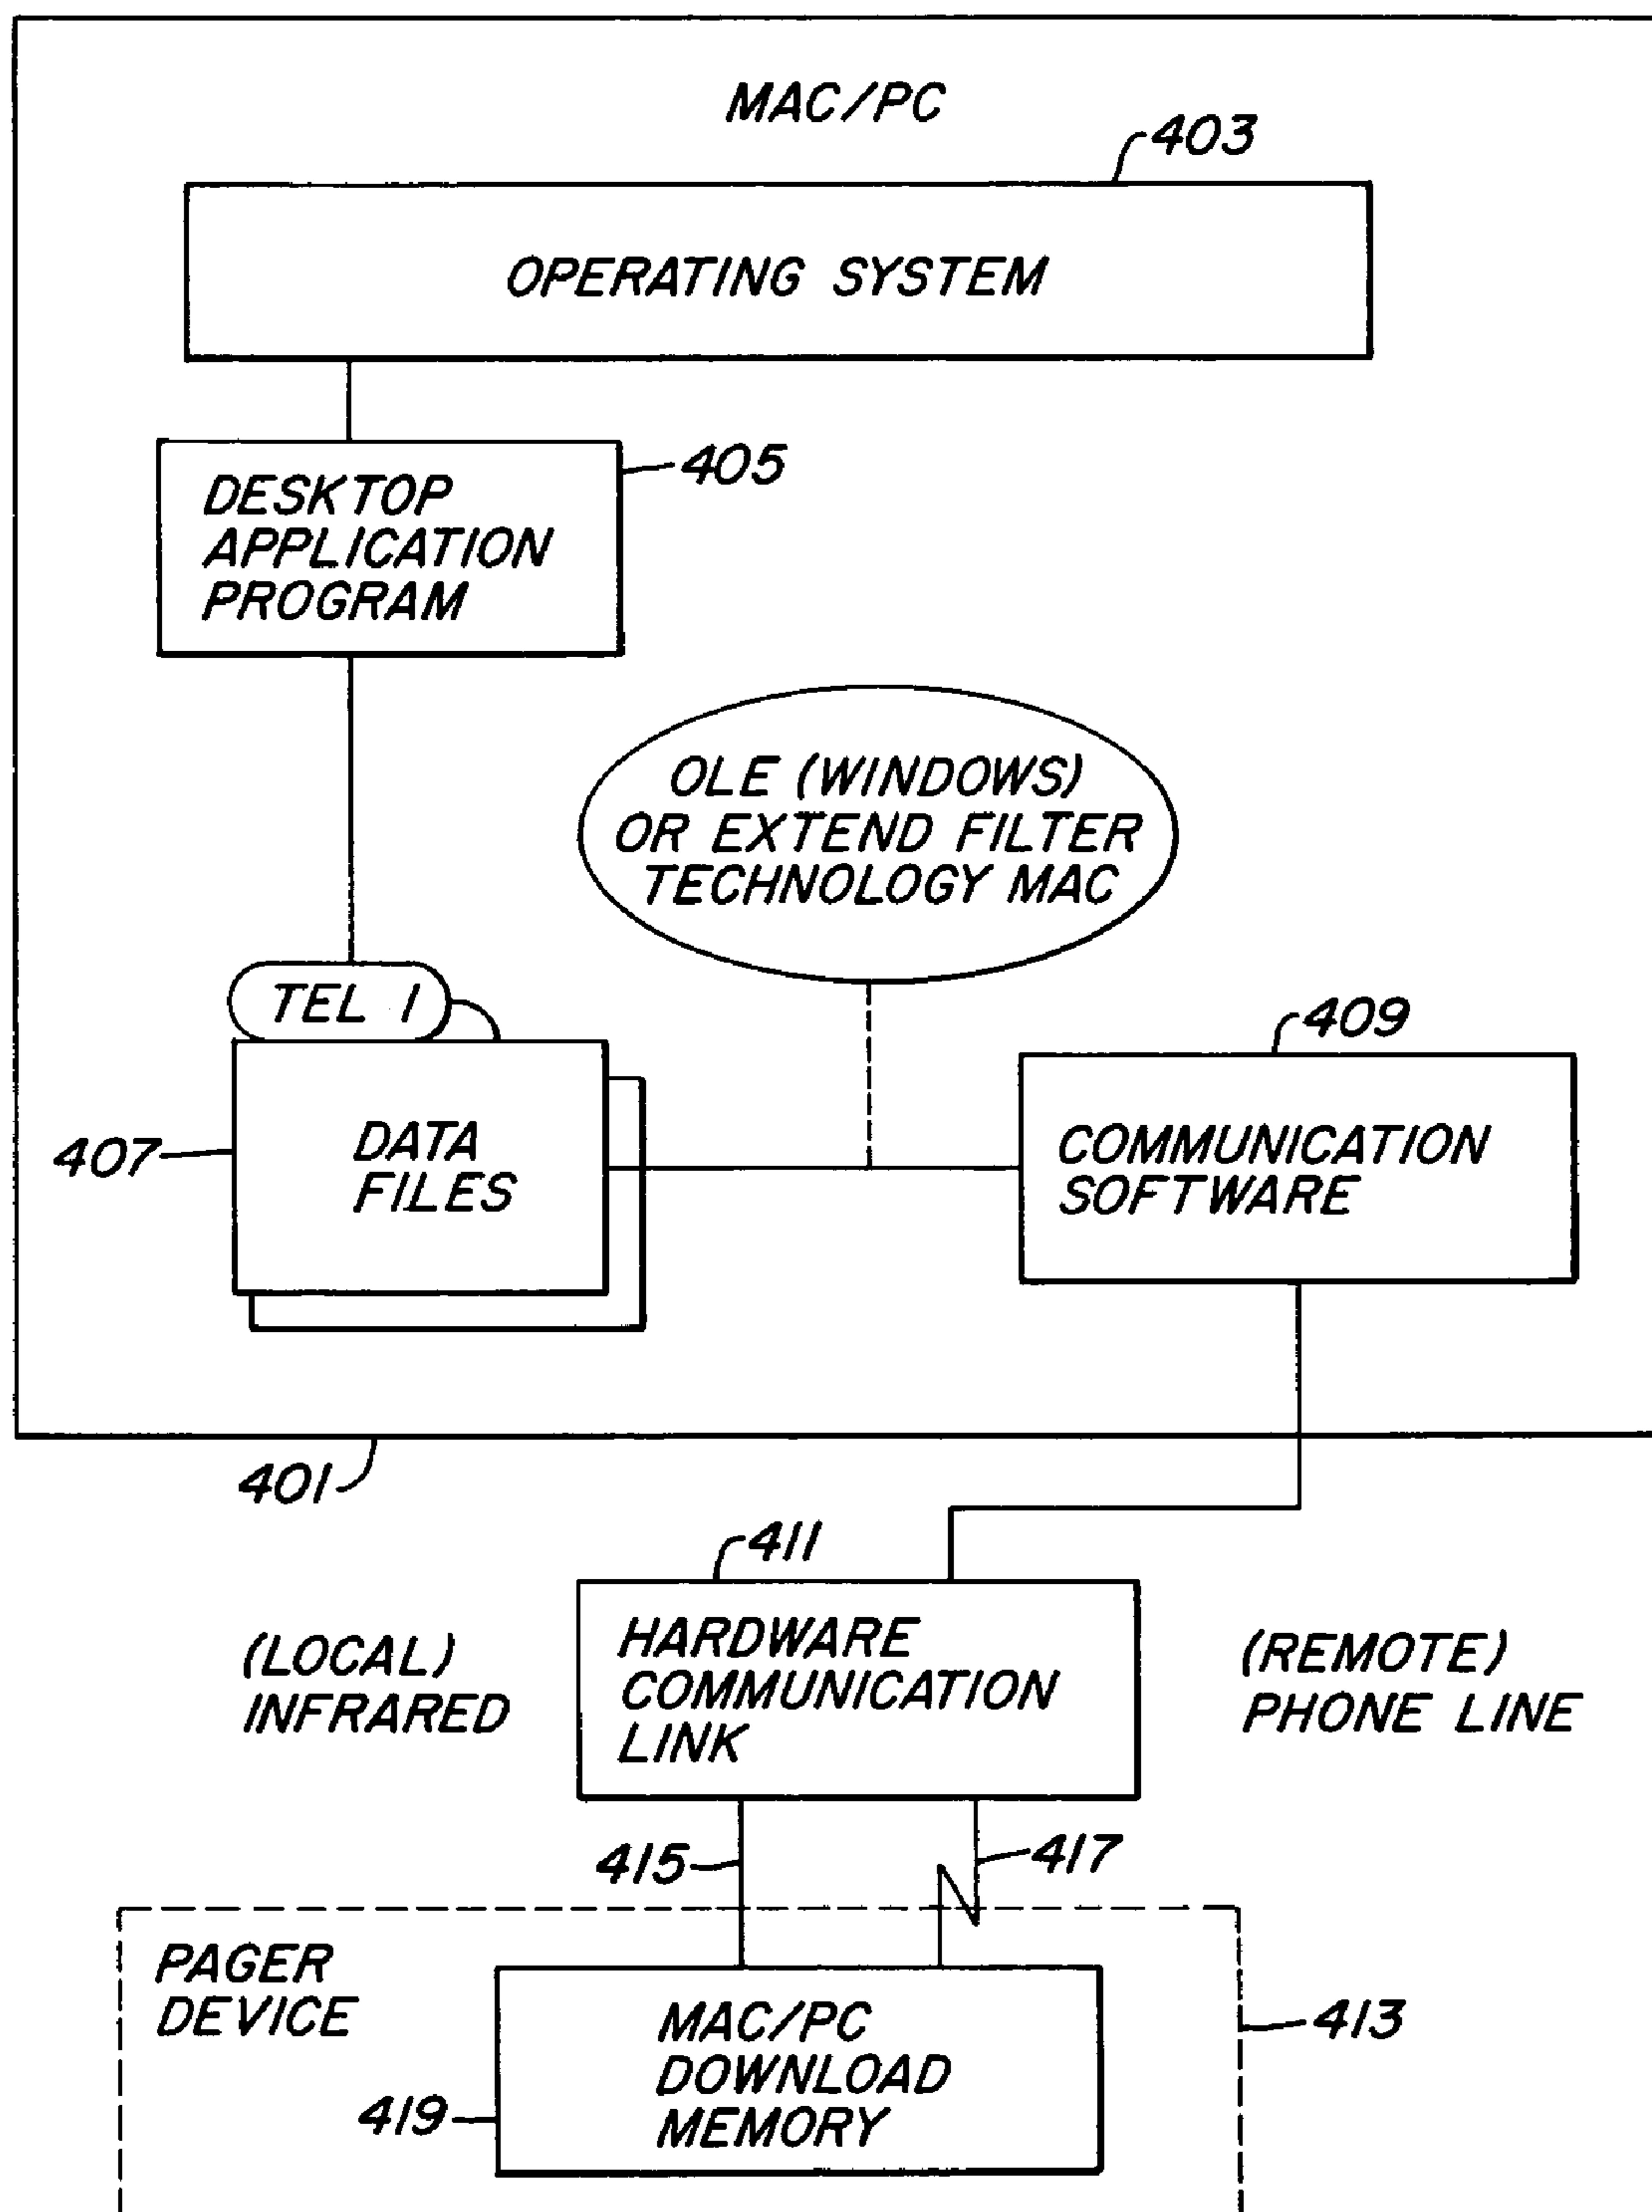 MAC/PC
403
OPERATING SYSTEM
405
DESKTOP
APPLICATION
PROGRAM
OLE (WINDOWS)
OR EXTEND FILTER
TECHNOLOGY MAC
TEL 1
409
407
DATA
FILES
COMMUNICATION
SOFTWARE
401
411
(LOCAL)
INFRARED
HARDWARE
COMMUNICATION
LINK
(REMOTE)
PHONE LINE
415
417
PAGER
DEVICE
413
MAC/PC
DOWNLOAD
MEMORY
419